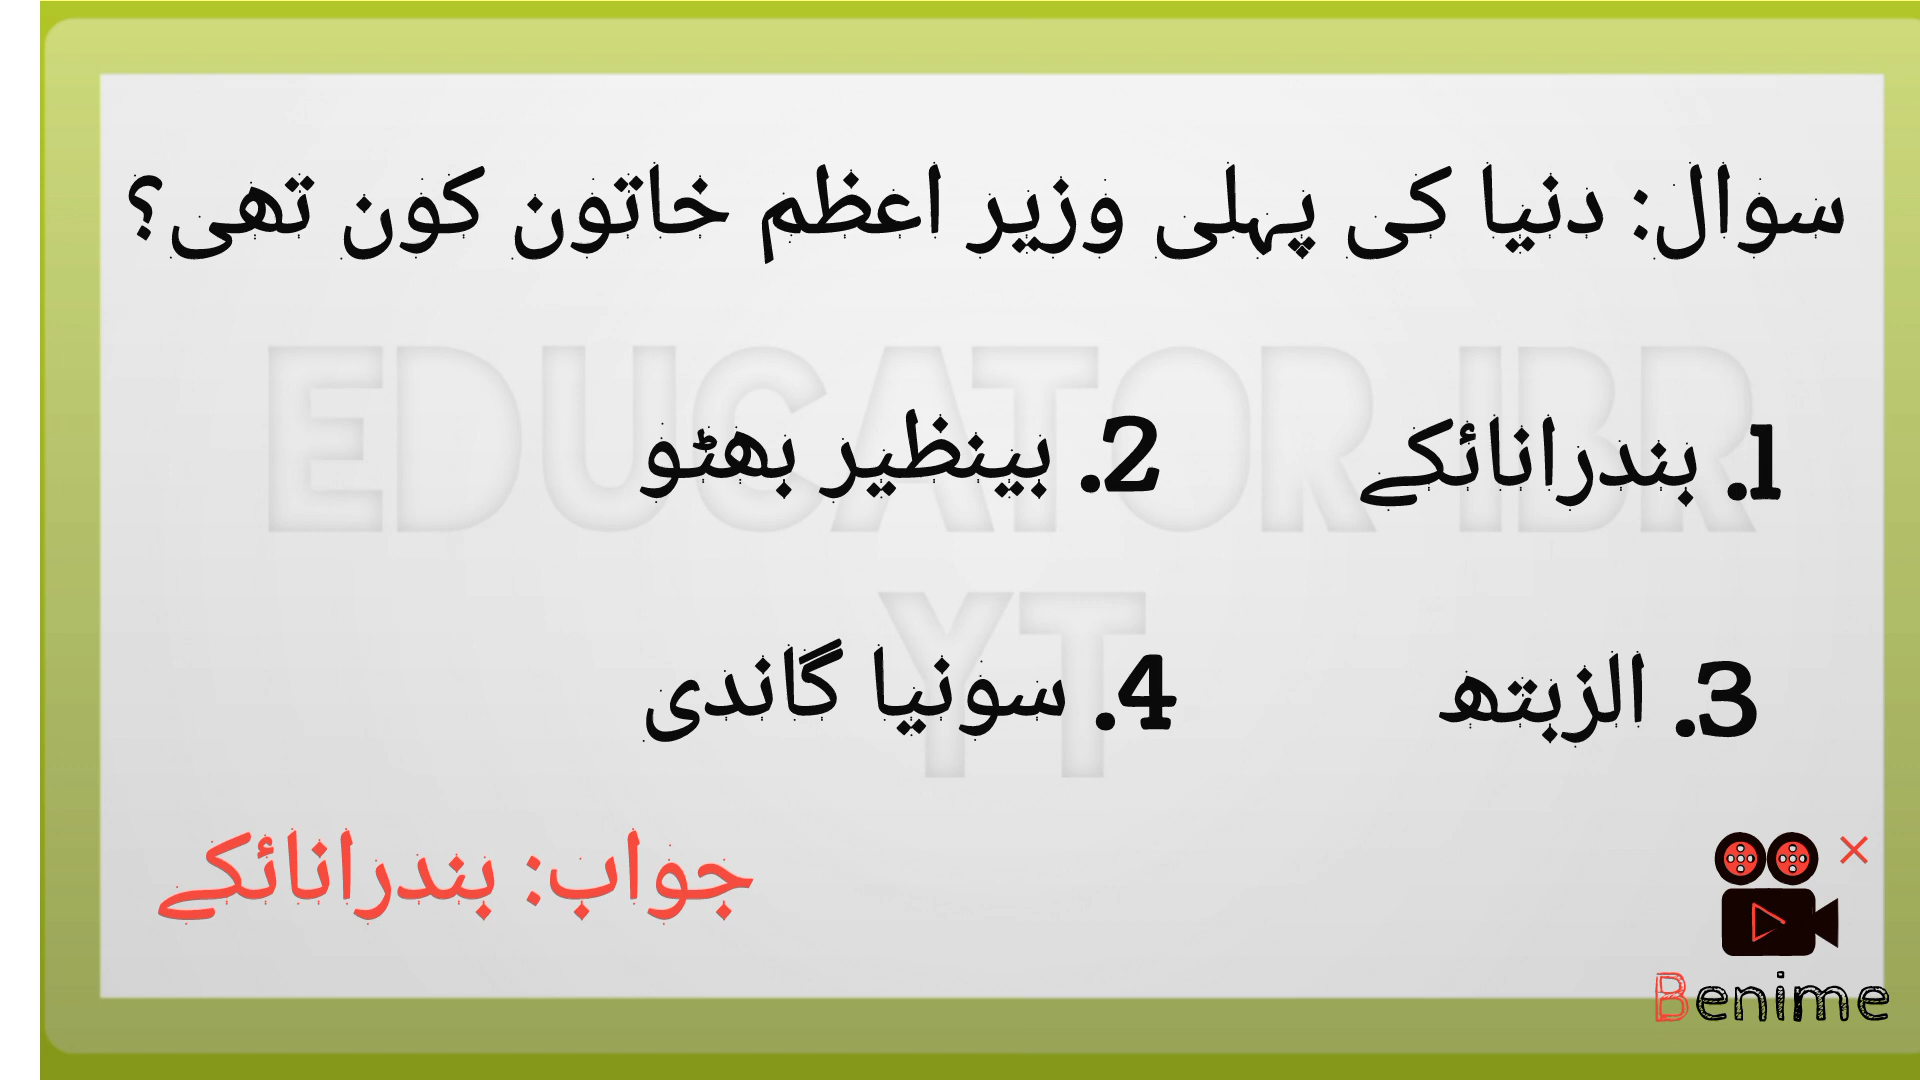 سوال: دنیا کی پہلی وزیر اعظم خاتون کون تھی؟
EDUCATOR IBR
1. بندرانائکے 2. بینظیر بھٹو
YT
3. الزبتھ 4. سونیا گاندی
جواب: بندرانائکے
Benime